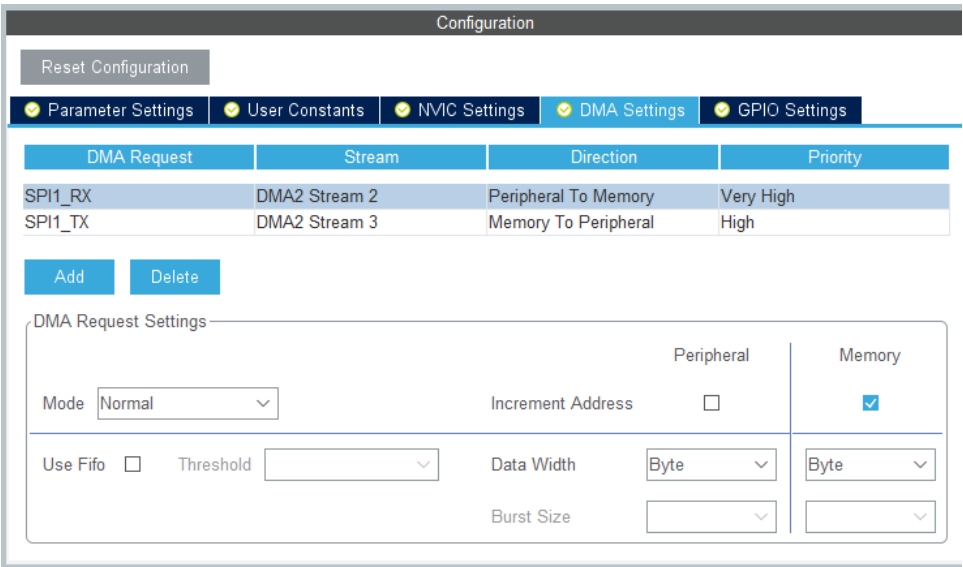 Configuration
Reset Configuration
Parameter Settings User Constants NVIC Settings DMA Settings GPIO Settings
DMA Request Stream Direction Priority
SPI1_RX DMA2 Stream 2 Peripheral To Memory Very High
SPI1_TX DMA2 Stream 3 Memory To Peripheral High
Add Delete
DMA Request Settings
Peripheral Memory
Mode Normal Increment Address
Use Fifo Threshold Data Width Byte Byte
Burst Size